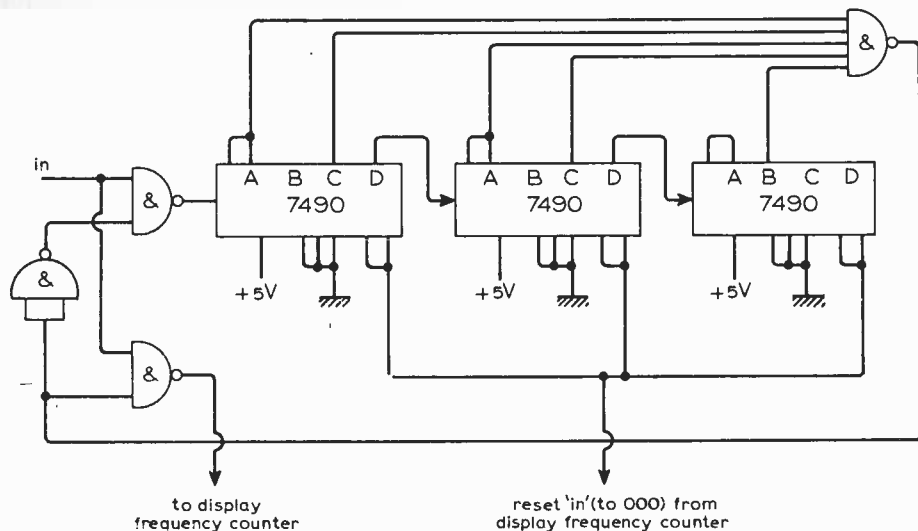 &
in
&
A B C D
7490
A B C D
7490
A B C D
7490
&
+5V
+5V
+5V
&
to display
frequency counter
reset 'in' (to 000) from
display frequency counter